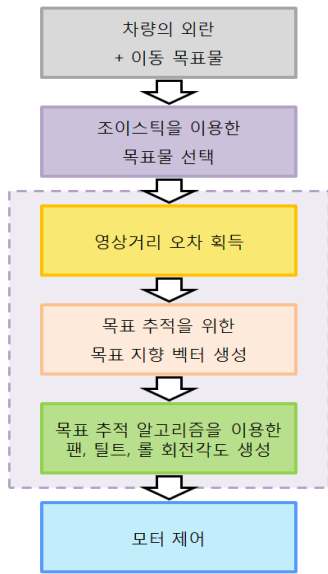 차량의 외란
+ 이동 목표물
조이스틱을 이용한
목표물 선택
영상거리 오차 획득
목표 추적을 위한
목표 지향 벡터 생성
목표 추적 알고리즘을 이용한
팬, 틸트, 롤 회전각도 생성
모터 제어